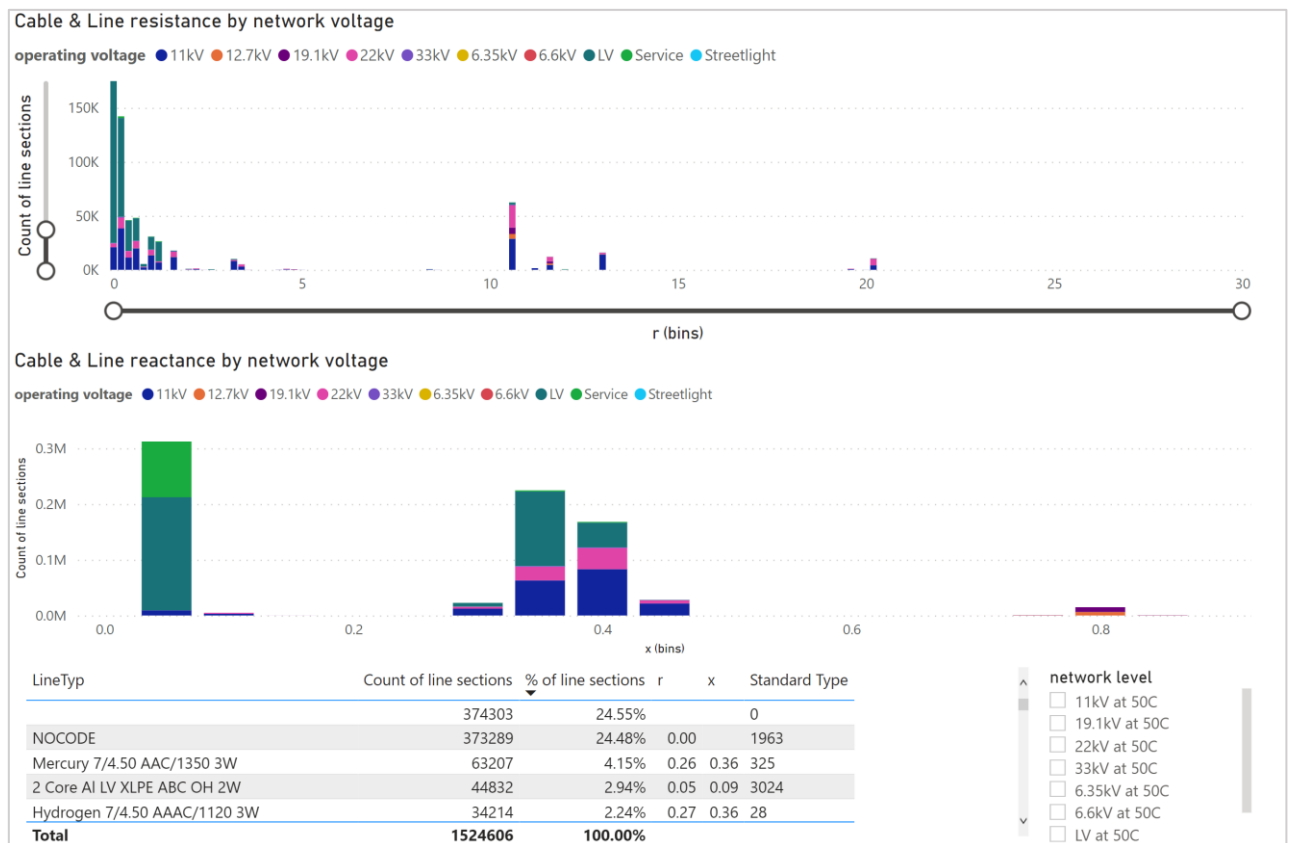 Cable & Line resistance by network voltage
operating voltage 11kV 12.7kV 19.1kV 22kV 33kV 6.35kV 6.6kV LV Service Streetlight
Count of line sections
150K
100K
50K
0K
0 5 10 15 20 25 30
r (bins)
Cable & Line reactance by network voltage
operating voltage 11kV 12.7kV 19.1kV 22kV 33kV 6.35kV 6.6kV LV Service Streetlight
Count of line sections
0.3M
0.2M
0.1M
0.0M
0.0 0.2 0.4 0.6 0.8
x (bins)
LineTyp Count of line sections % of line sections r x Standard Type
374303 24.55% 0
NOCODE 373289 24.48% 0.00 1963
Mercury 7/4.50 AAC/1350 3W 63207 4.15% 0.26 0.36 325
2 Core Al LV XLPE ABC OH 2W 44832 2.94% 0.05 0.09 3024
Hydrogen 7/4.50 AAAC/1120 3W 34214 2.24% 0.27 0.36 28
Total 1524606 100.00%
network level
11kV at 50C
19.1kV at 50C
22kV at 50C
33kV at 50C
6.35kV at 50C
6.6kV at 50C
LV at 50C